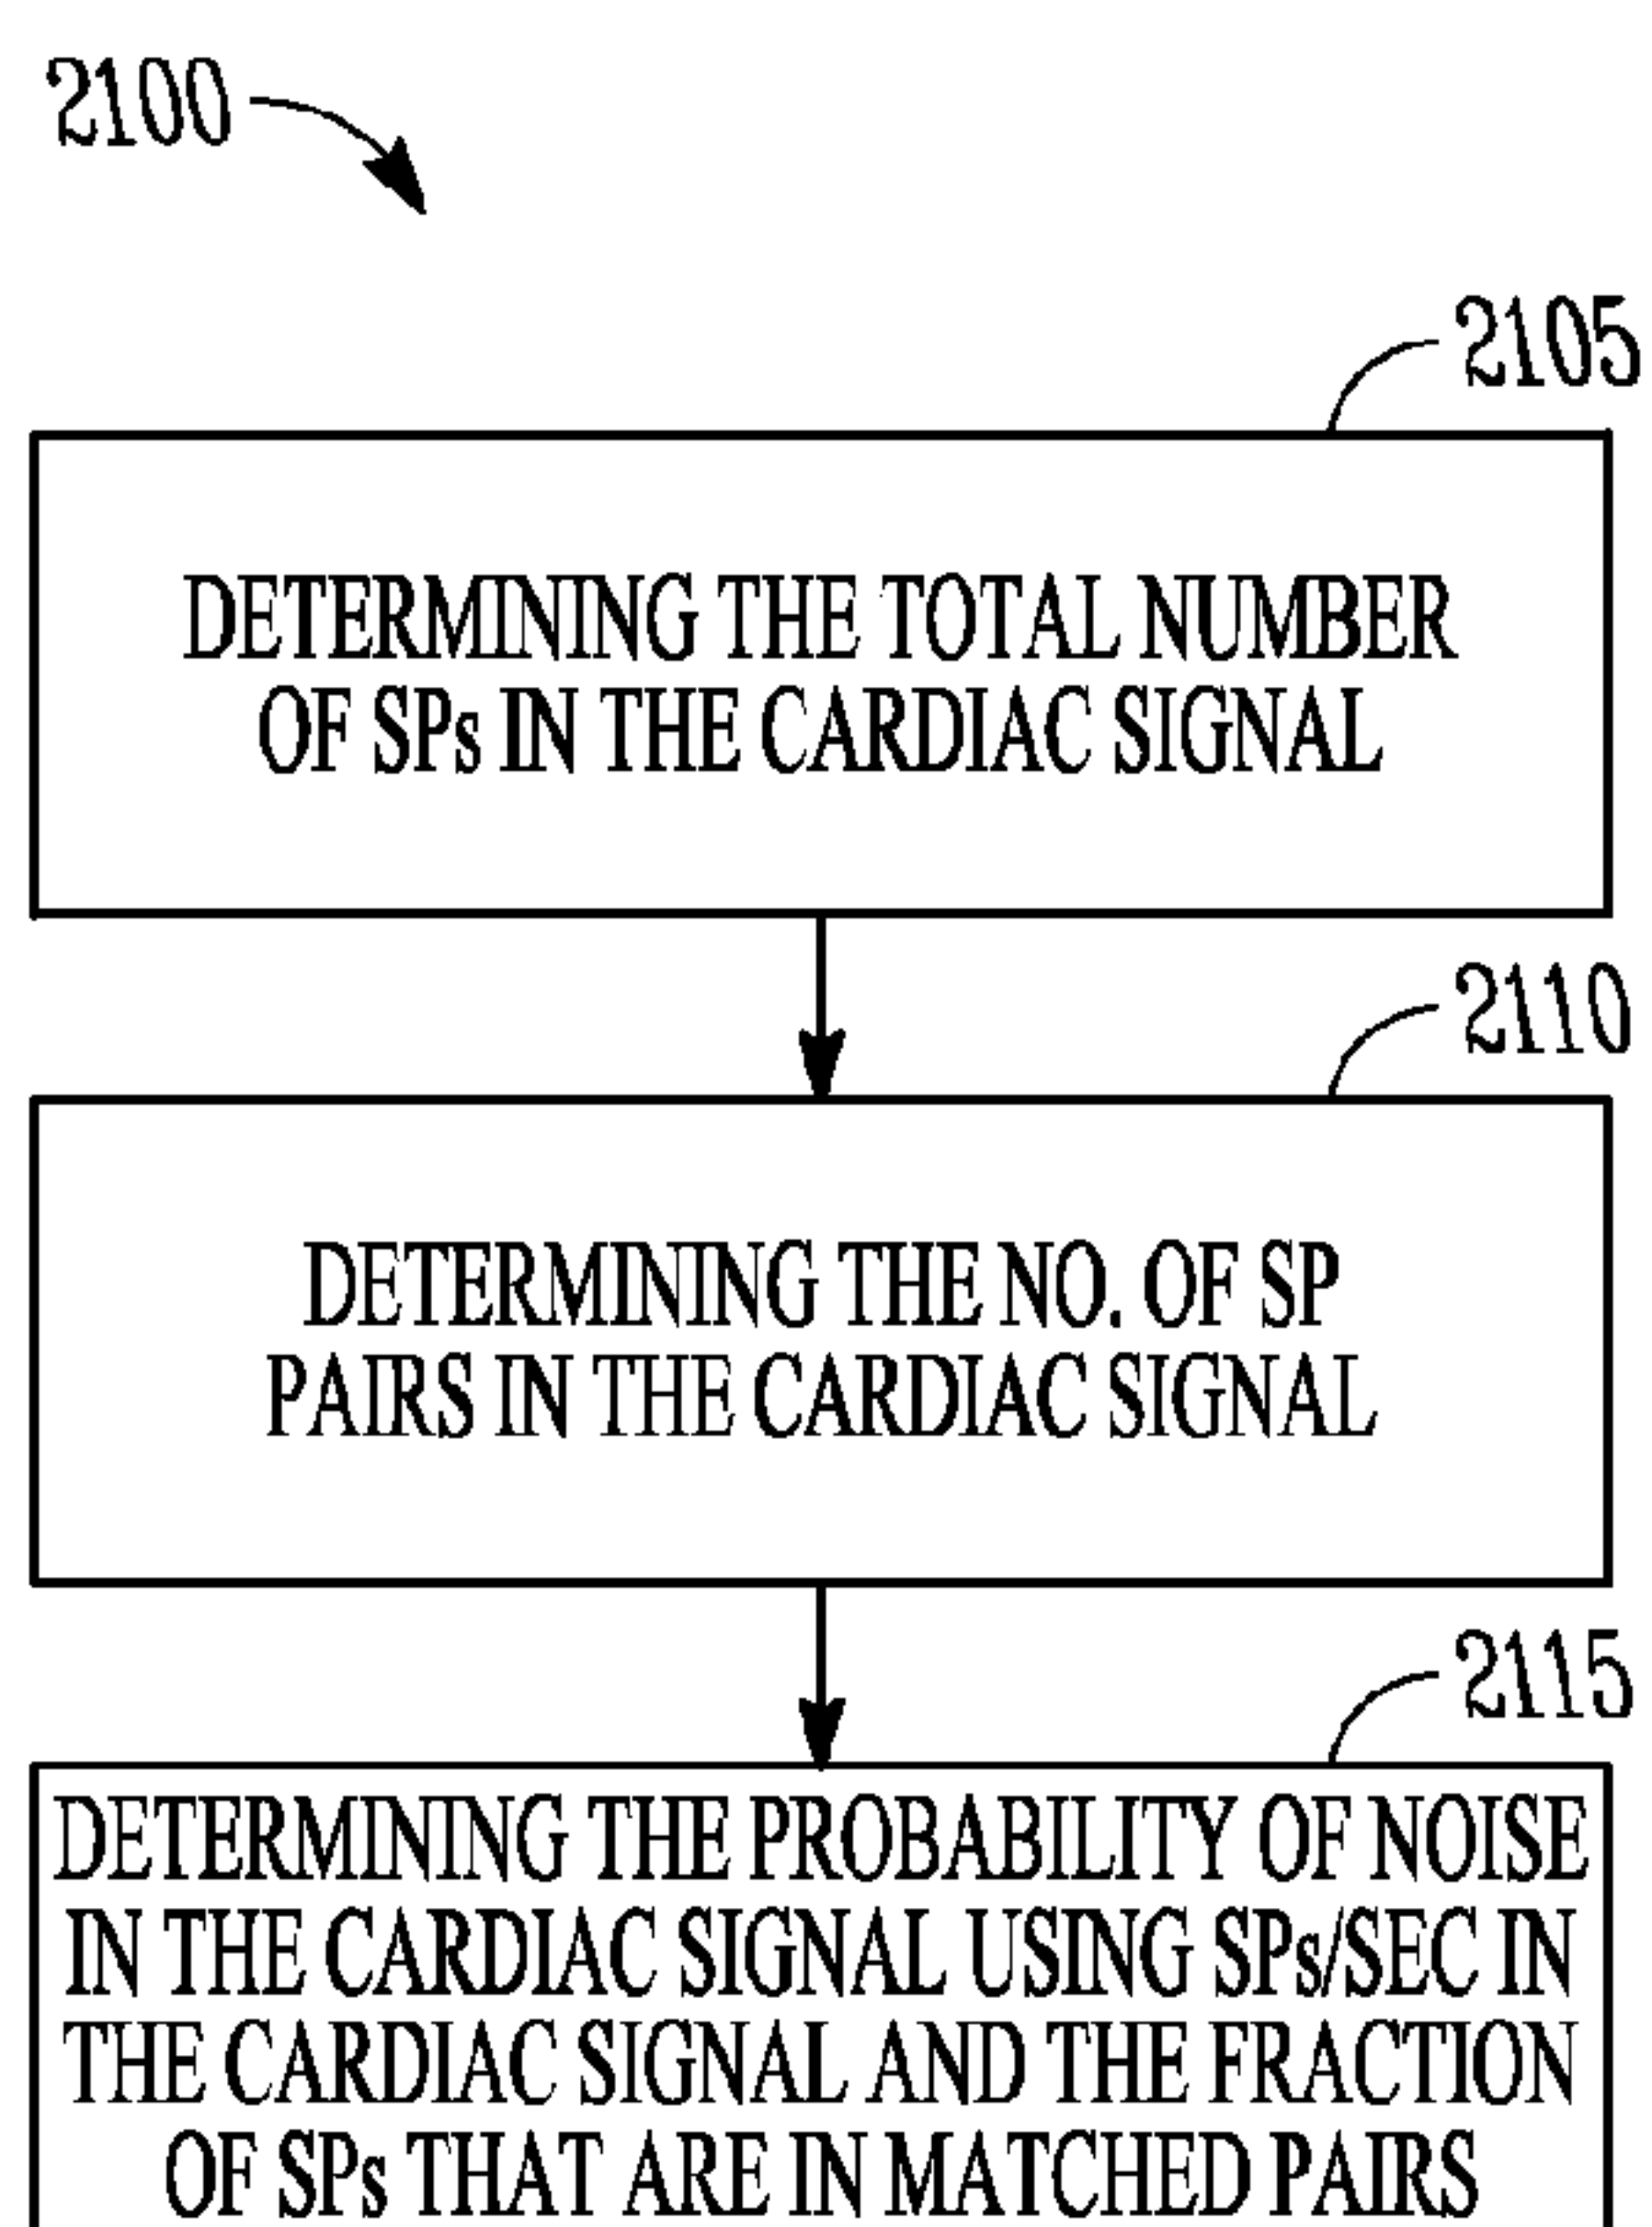 2100
2105
DETERMINING THE TOTAL NUMBER
OF SPs IN THE CARDIAC SIGNAL
2110
DETERMINING THE NO. OF SP
PAIRS IN THE CARDIAC SIGNAL
2115
DETERMINING THE PROBABILITY OF NOISE
IN THE CARDIAC SIGNAL USING SPs/SEC IN
THE CARDIAC SIGNAL AND THE FRACTION
OF SPs THAT ARE IN MATCHED PAIRS